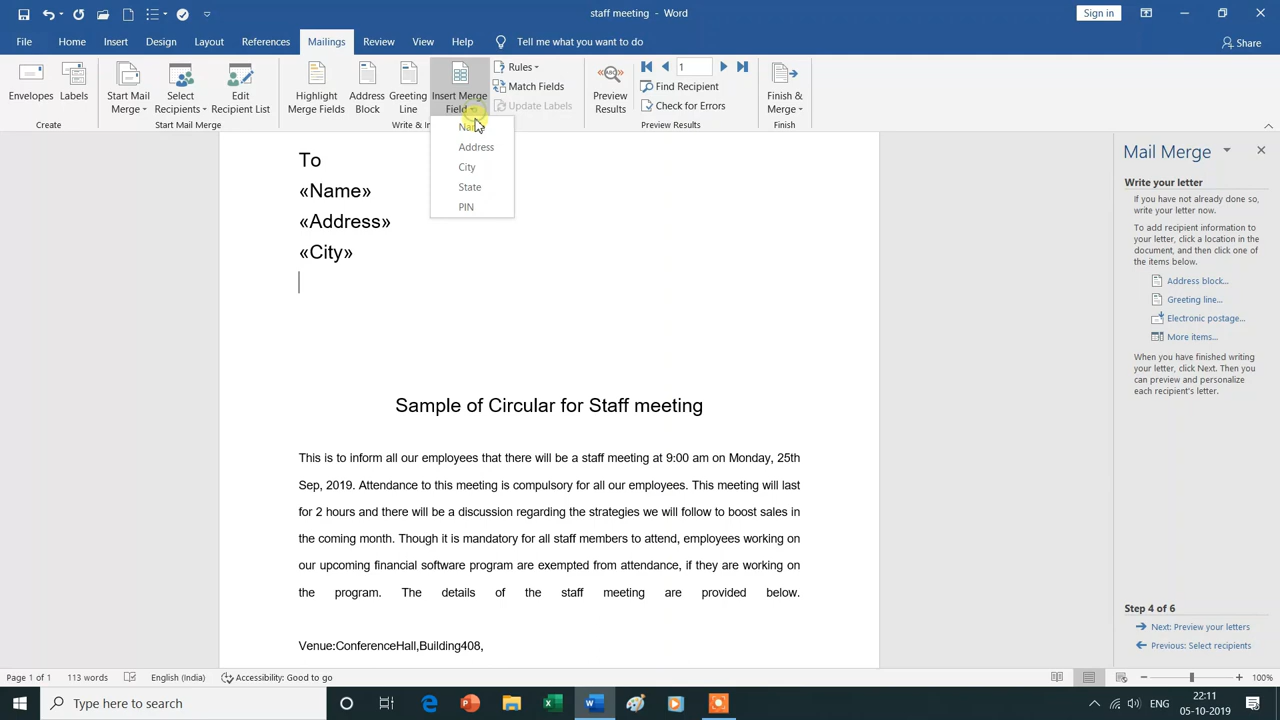 staff meeting - Word
Sign in
File Home Insert Design Layout References Mailings Review View Help Tell me what you want to do
Share
Envelopes
Labels
Create
Start Mail Merge
Select Recipients
Edit Recipient List
Start Mail Merge
Highlight Merge Fields
Address Block
Greeting Line
Insert Merge Field
Rules
Match Fields
Update Labels
Write & In
Preview Results
1
Find Recipient
Check for Errors
Preview Results
Finish & Merge
Finish
Address
City
State
PIN
To
«Name»
«Address»
«City»
Sample of Circular for Staff meeting
This is to inform all our employees that there will be a staff meeting at 9:00 am on Monday, 25th
Sep, 2019. Attendance to this meeting is compulsory for all our employees. This meeting will last
for 2 hours and there will be a discussion regarding the strategies we will follow to boost sales in
the coming month. Though it is mandatory for all staff members to attend, employees working on
our upcoming financial software program are exempted from attendance, if they are working on
the program. The details of the staff meeting are provided below.
Venue:ConferenceHall,Building408,
Mail Merge
Write your letter
If you have not already done so,
write your letter now.
To add recipient information to
your letter, click a location in the
document, and then click one of
the items below.
Address block...
Greeting line...
Electronic postage...
More items...
When you have finished writing
your letter, click Next. Then you
can preview and personalize
each recipient's letter.
Step 4 of 6
Next: Preview your letters
Previous: Select recipients
Page 1 of 1 113 words English (India) Accessibility: Good to go
100%
Type here to search
ENG
22:11
05-10-2019